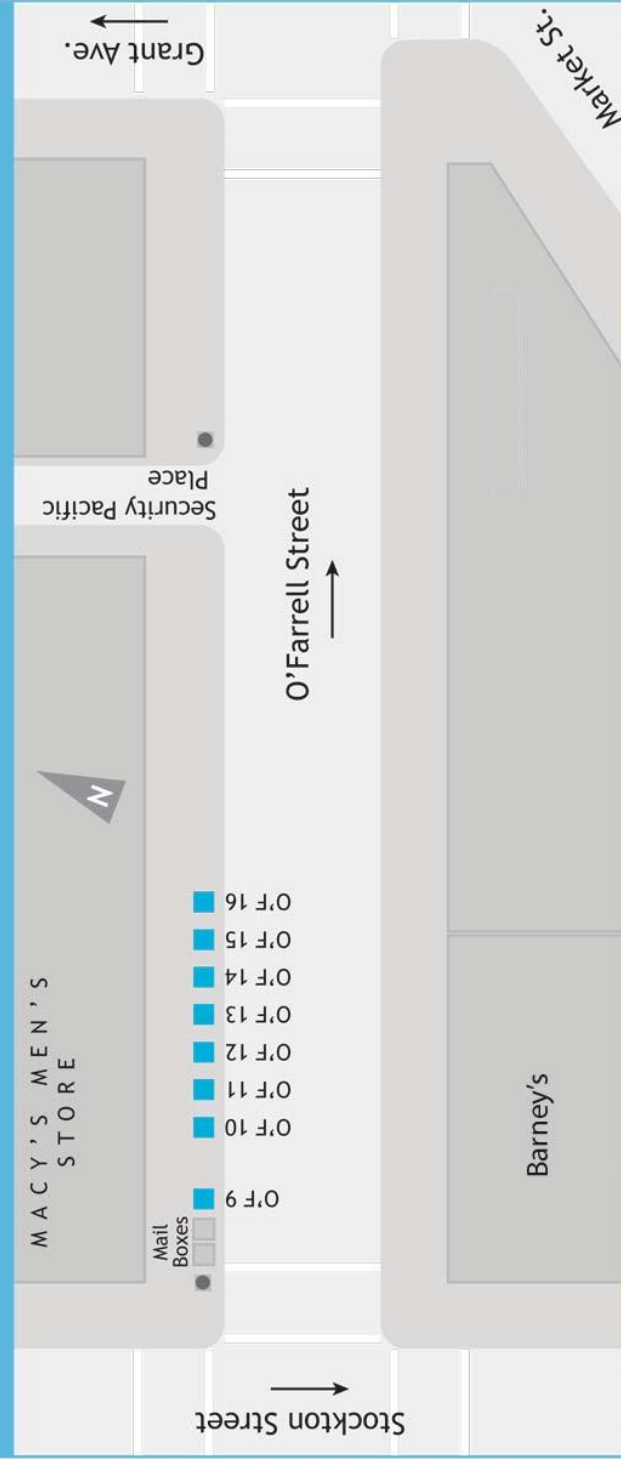 Grant Ave.
Market St.
Security Pacific
Place
O'Farrell Street
N
MACY'S MEN'S
STORE
O'F 16
O'F 15
O'F 14
O'F 13
O'F 12
O'F 11
O'F 10
O'F 9
Mail
Boxes
Barney's
Stockton Street